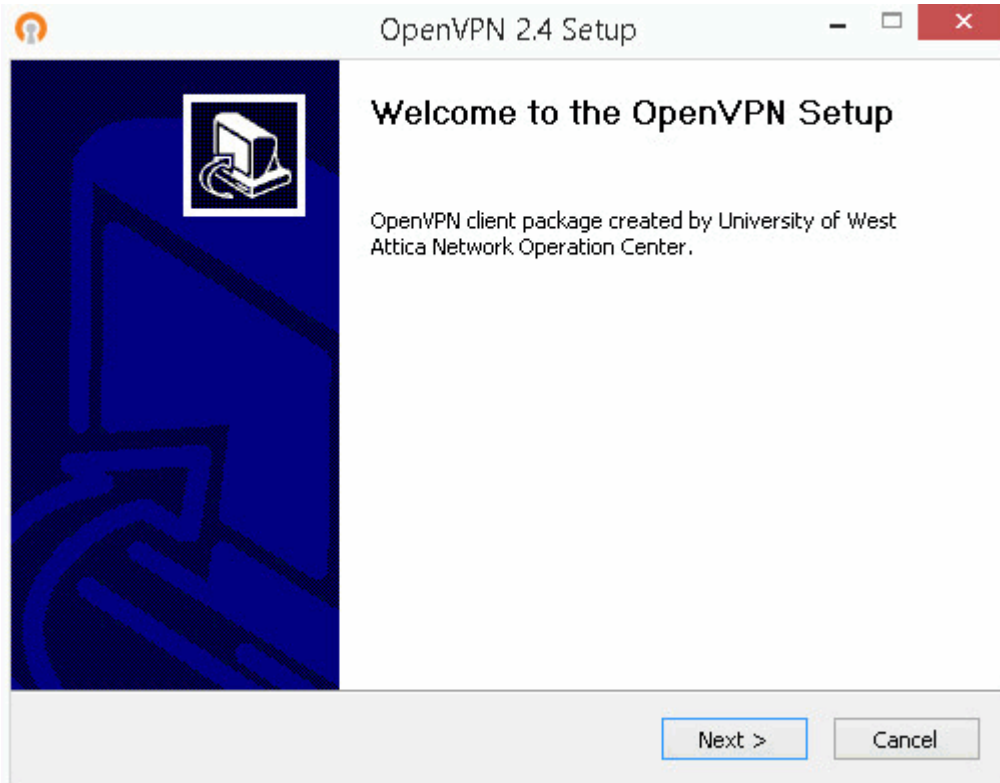 OpenVPN 2.4 Setup
Welcome to the OpenVPN Setup
OpenVPN client package created by University of West
Attica Network Operation Center.
Next >
Cancel